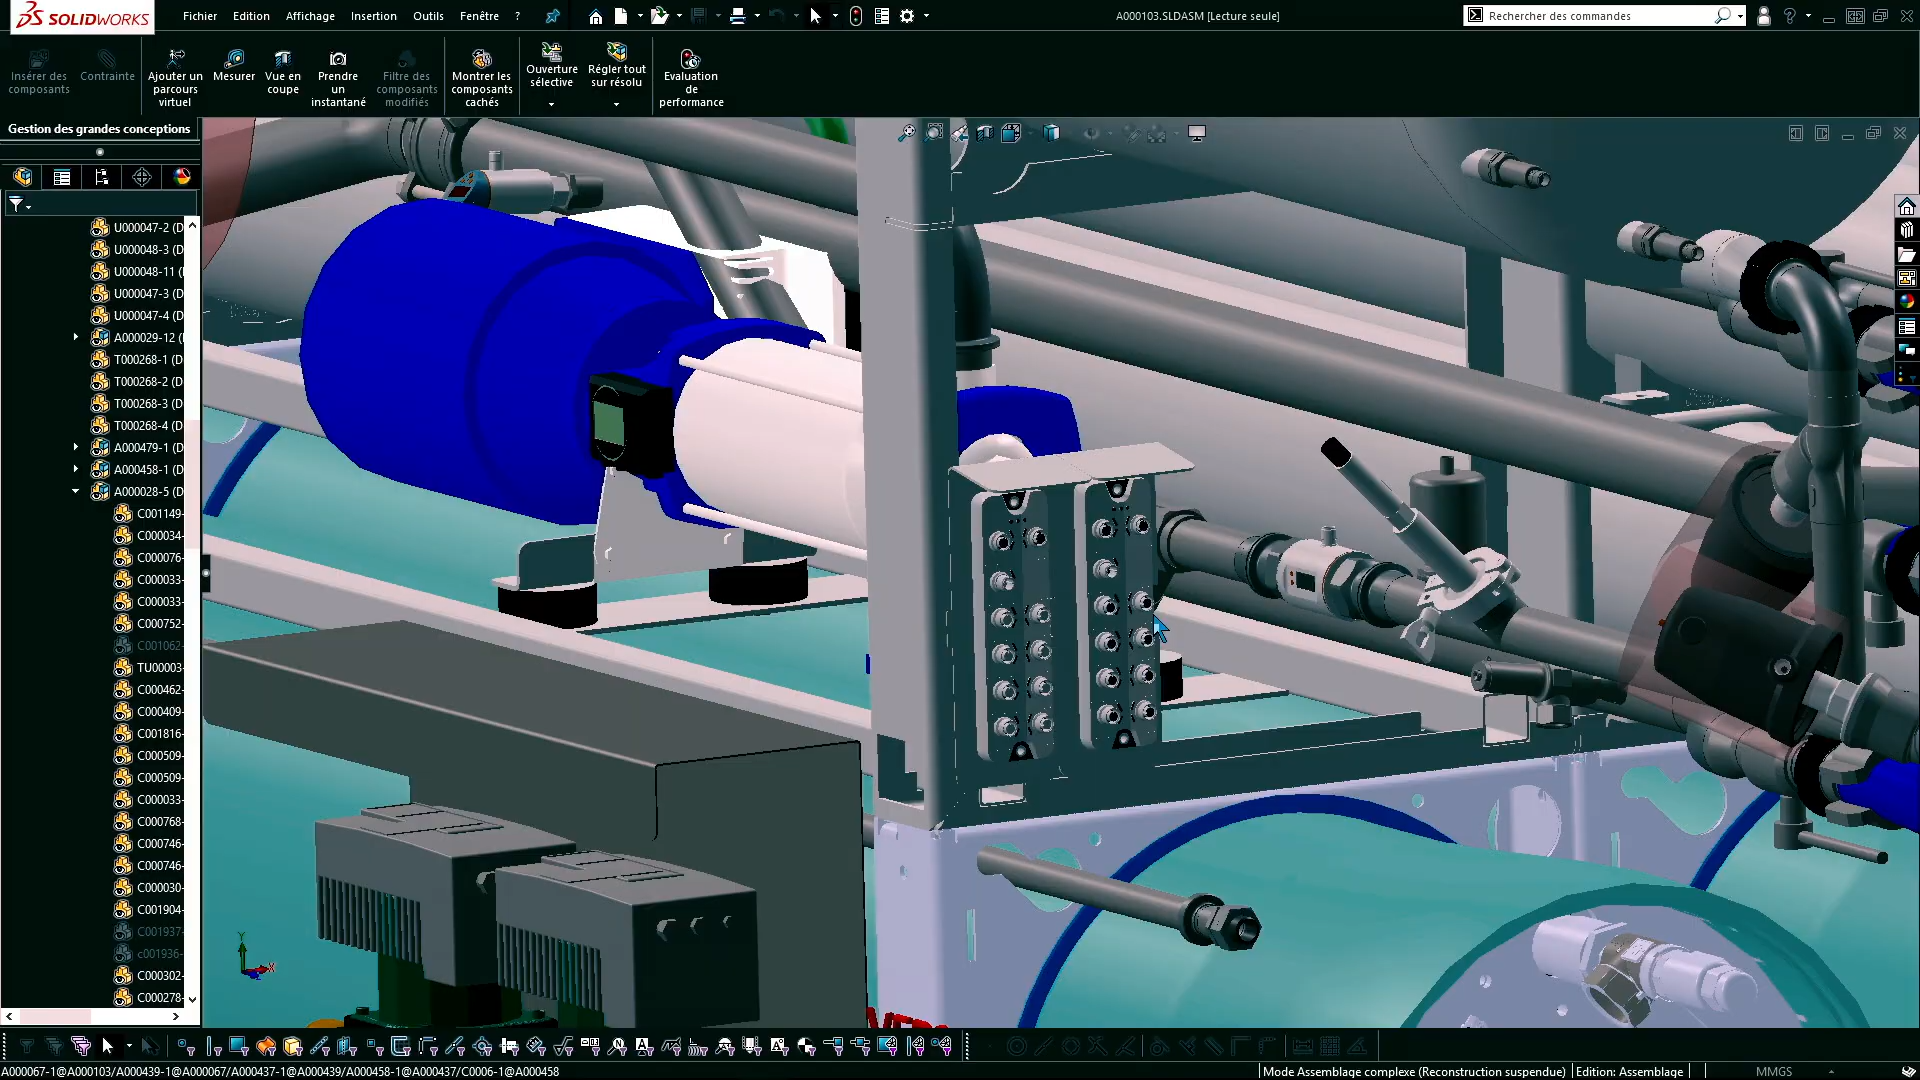 SOLIDWORKS
Fichier Edition Affichage Insertion Outils Fenêtre ?
A000103.SLDASM [Lecture seule]
Rechercher des commandes
Insérer des composants
Contrainte
Ajouter un parcours virtuel
Mesurer
Vue en coupe
Prendre un instantané
Filtre des composants modifiés
Montrer les composants cachés
Ouverture sélective
Régler tout sur résolu
Evaluation de performance
Gestion des grandes conceptions
U000047-2 (D
U000048-3 (D
U000048-11 (
U000047-3 (D
U000047-4 (D
A000029-12 (
T000268-1 (D
T000268-2 (D
T000268-3 (D
T000268-4 (D
A000479-1 (D
A000458-1 (D
A000028-5 (D
C001149-
C000034-
C000076-
C000033-
C000033-
C000752-
C001062-
TU00003-
C000462-
C000409-
C001816-
C000509-
C000509-
C000033-
C000768-
C000746-
C000746-
C000030-
C001904-
C001937-
c001936-
C000302-
C000278-
Y
X
A000067-1@A000103/A000439-1@A000067/A000437-1@A000439/A000458-1@A000437/C0006-1@A000458
Mode Assemblage complexe (Reconstruction suspendue)
Edition: Assemblage
MMGS